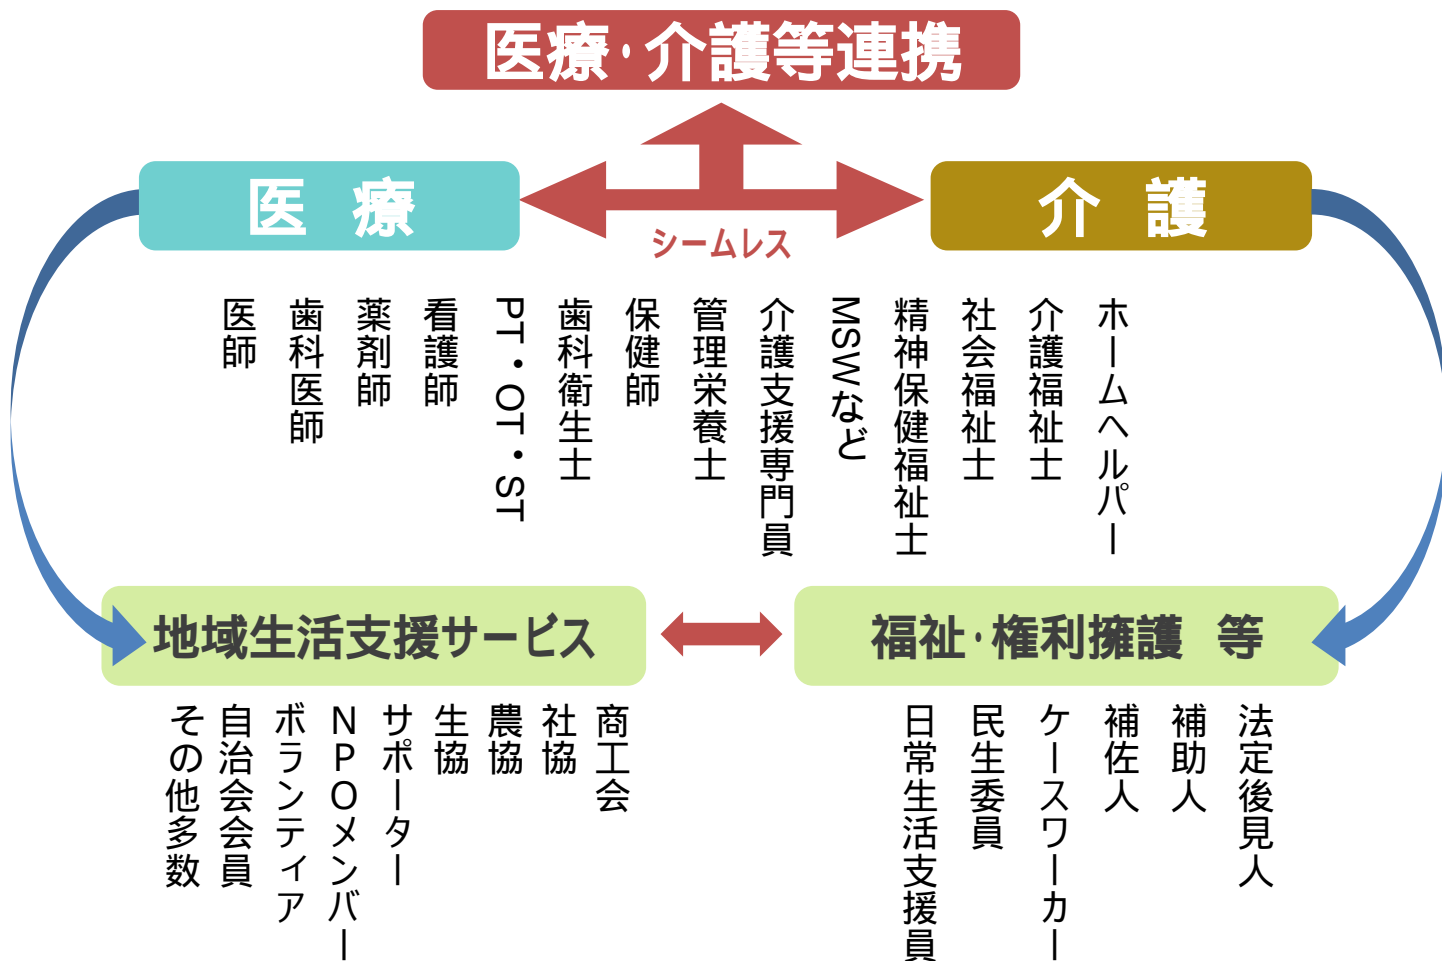 医療・介護等連携
医 療
介 護
シームレス
医師
歯科医師
薬剤師
看護師
PT・OT・ST
歯科衛生士
保健師
管理栄養士
介護支援専門員
MSWなど
精神保健福祉士
社会福祉士
介護福祉士
ホームヘルパー
地域生活支援サービス
福祉・権利擁護 等
その他多数
自治会会員
ボランティア
NPOメンバー
サポーター
生協
農協
社協
商工会
日常生活支援員
民生委員
ケースワーカー
補佐人
補助人
法定後見人